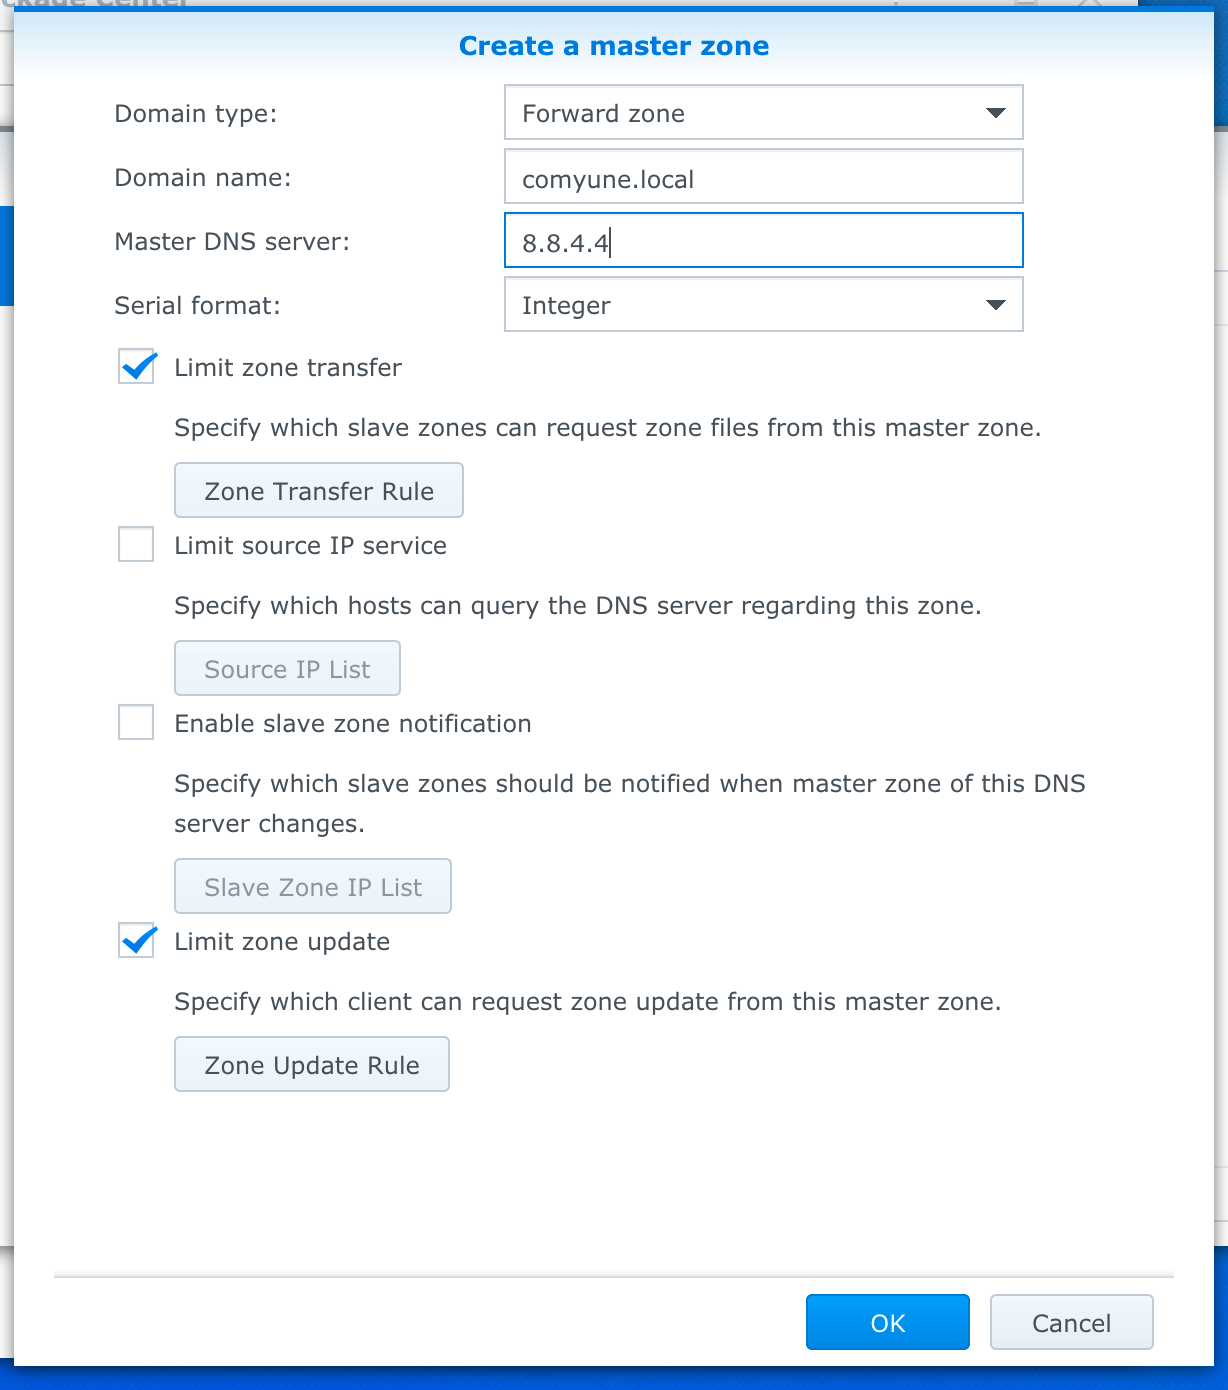 Create a master zone
Domain type:
Forward zone
Domain name:
comyune.local
Master DNS server:
8.8.4.4
Serial format:
Integer
Limit zone transfer
Specify which slave zones can request zone files from this master zone.
Zone Transfer Rule
Limit source IP service
Specify which hosts can query the DNS server regarding this zone.
Source IP List
Enable slave zone notification
Specify which slave zones should be notified when master zone of this DNS
server changes.
Slave Zone IP List
Limit zone update
Specify which client can request zone update from this master zone.
Zone Update Rule
OK
Cancel